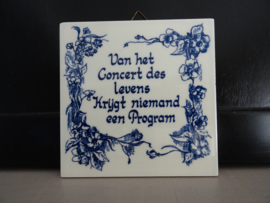 Van het
Concert des
levens
Krijgt niemand
een Program